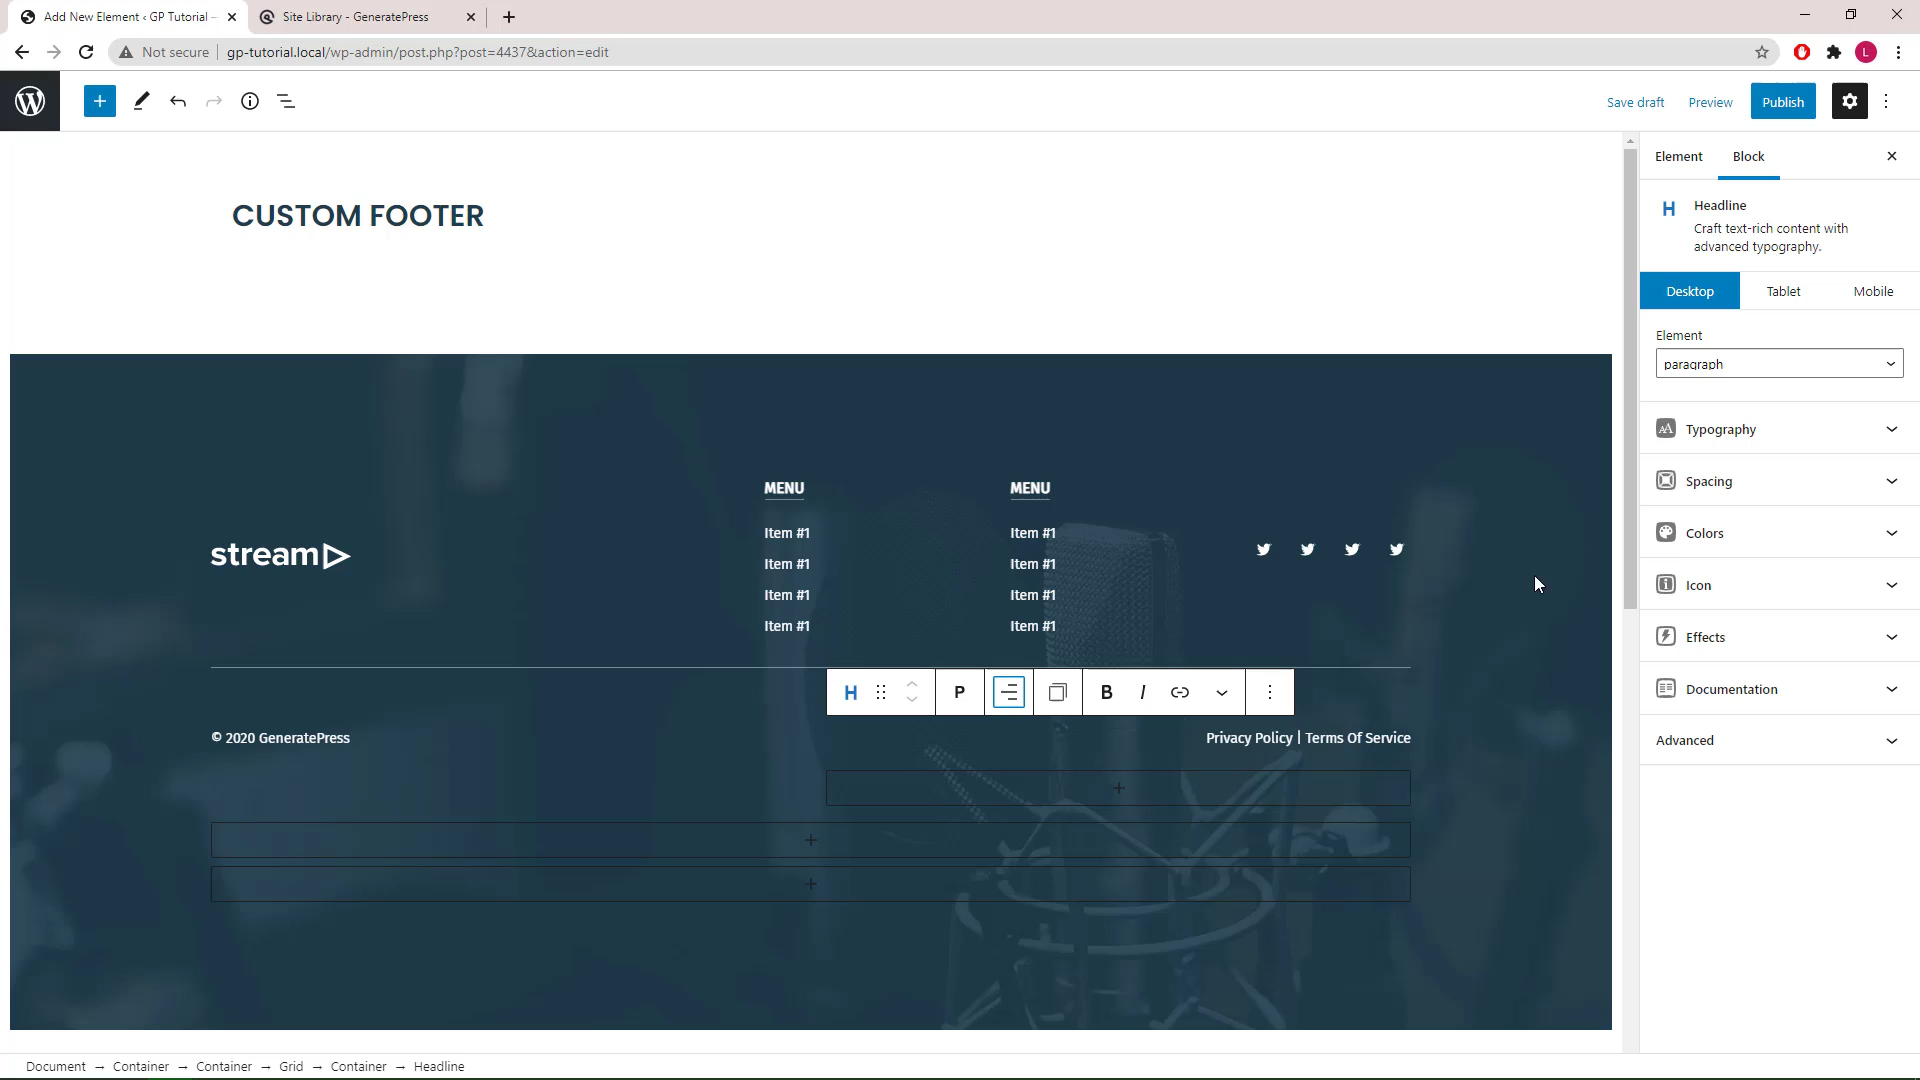 Add New Element ‹ GP Tutorial –
Site Library - GeneratePress
Not secure
gp-tutorial.local/wp-admin/post.php?post=4437&action=edit
L
Save draft
Preview
Publish
CUSTOM FOOTER
Element
Block
H
Headline
Craft text-rich content with
advanced typography.
Desktop
Tablet
Mobile
Element
paragraph
Typography
Spacing
Colors
Icon
Effects
Documentation
Advanced
stream
MENU
Item #1
Item #1
Item #1
Item #1
MENU
Item #1
Item #1
Item #1
Item #1
H
P
B
I
© 2020 GeneratePress
Privacy Policy | Terms Of Service
Document → Container → Container → Grid → Container → Headline